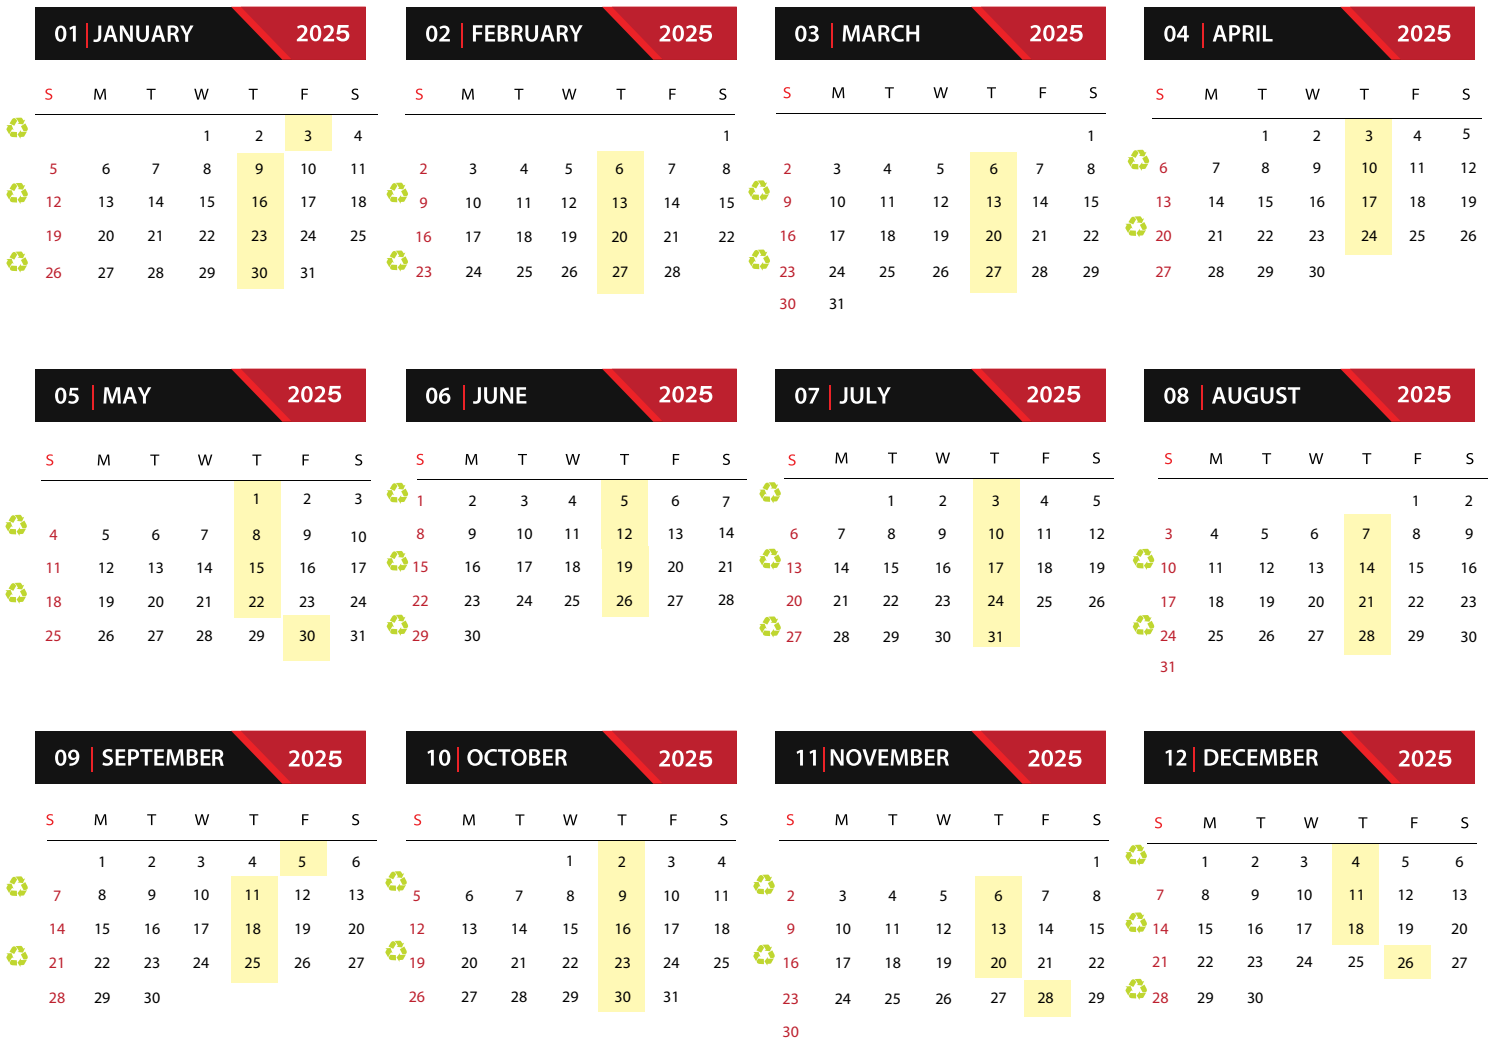 01 JANUARY 2025
S M T W T F S
1 2 3 4
5 6 7 8 9 10 11
12 13 14 15 16 17 18
19 20 21 22 23 24 25
26 27 28 29 30 31
02 FEBRUARY 2025
S M T W T F S
1
2 3 4 5 6 7 8
9 10 11 12 13 14 15
16 17 18 19 20 21 22
23 24 25 26 27 28
03 MARCH 2025
S M T W T F S
1
2 3 4 5 6 7 8
9 10 11 12 13 14 15
16 17 18 19 20 21 22
23 24 25 26 27 28 29
30 31
04 APRIL 2025
S M T W T F S
1 2 3 4 5
6 7 8 9 10 11 12
13 14 15 16 17 18 19
20 21 22 23 24 25 26
27 28 29 30
05 MAY 2025
S M T W T F S
1 2 3
4 5 6 7 8 9 10
11 12 13 14 15 16 17
18 19 20 21 22 23 24
25 26 27 28 29 30 31
06 JUNE 2025
S M T W T F S
1 2 3 4 5 6 7
8 9 10 11 12 13 14
15 16 17 18 19 20 21
22 23 24 25 26 27 28
29 30
07 JULY 2025
S M T W T F S
1 2 3 4 5
6 7 8 9 10 11 12
13 14 15 16 17 18 19
20 21 22 23 24 25 26
27 28 29 30 31
08 AUGUST 2025
S M T W T F S
1 2
3 4 5 6 7 8 9
10 11 12 13 14 15 16
17 18 19 20 21 22 23
24 25 26 27 28 29 30
31
09 SEPTEMBER 2025
S M T W T F S
1 2 3 4 5 6
7 8 9 10 11 12 13
14 15 16 17 18 19 20
21 22 23 24 25 26 27
28 29 30
10 OCTOBER 2025
S M T W T F S
1 2 3 4
5 6 7 8 9 10 11
12 13 14 15 16 17 18
19 20 21 22 23 24 25
26 27 28 29 30 31
11 NOVEMBER 2025
S M T W T F S
1
2 3 4 5 6 7 8
9 10 11 12 13 14 15
16 17 18 19 20 21 22
23 24 25 26 27 28 29
30
12 DECEMBER 2025
S M T W T F S
1 2 3 4 5 6
7 8 9 10 11 12 13
14 15 16 17 18 19 20
21 22 23 24 25 26 27
28 29 30